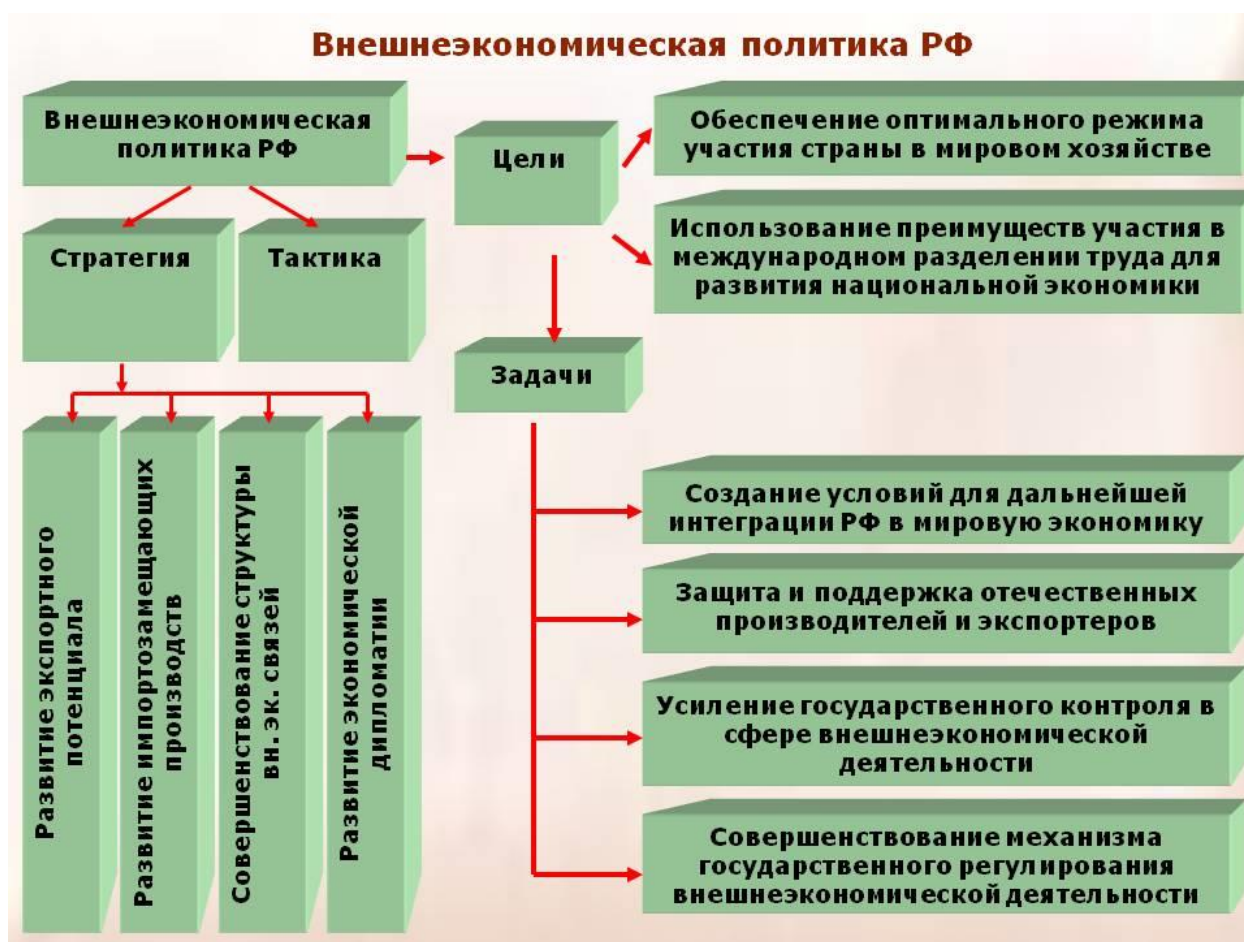 Внешнеэкономическая политика РФ
Внешнеэкономическая
политика РФ
Цели
Обеспечение оптимального режима
участия страны в мировом хозяйстве
Использование преимуществ участия в
международном разделении труда для
развития национальной экономики
Стратегия
Тактика
Задачи
Развитие экспортного
потенциала
Развитие импортозамещающих
производств
Совершенствование структуры
вн. эк. связей
Развитие экономической
дипломатии
Создание условий для дальнейшей
интеграции РФ в мировую экономику
Защита и поддержка отечественных
производителей и экспортеров
Усиление государственного контроля в
сфере внешнеэкономической
деятельности
Совершенствование механизма
государственного регулирования
внешнеэкономической деятельности